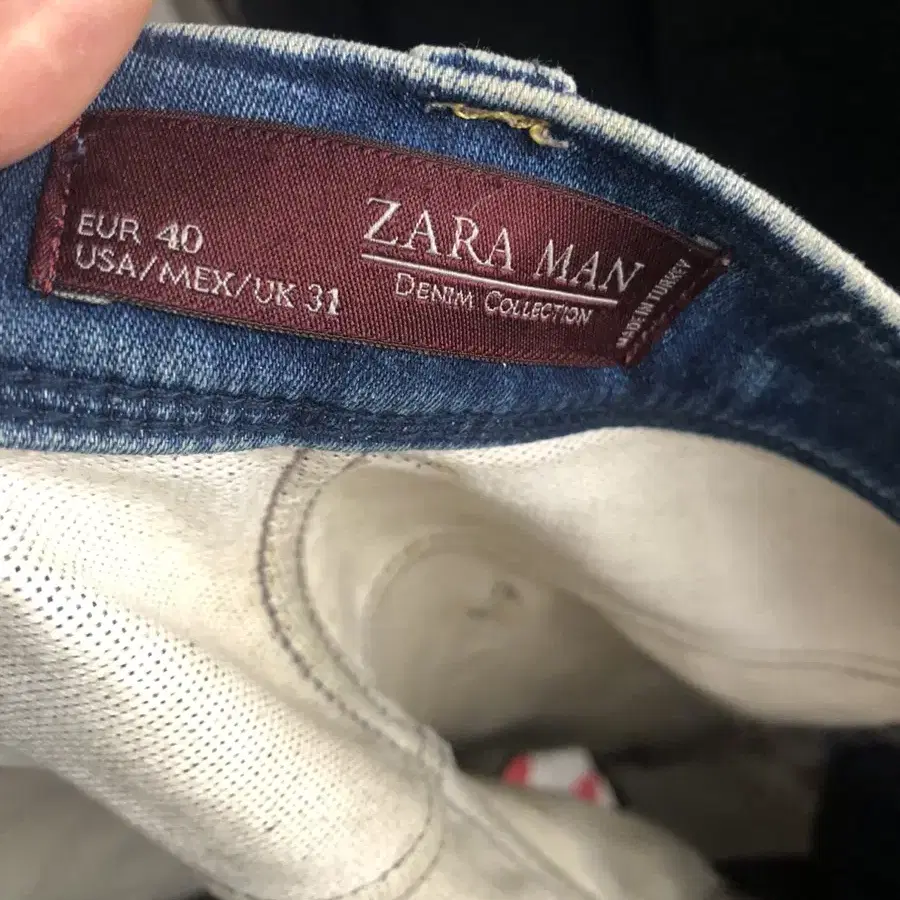 EUR 40
USA/MEX/UK 31
ZARA MAN
DENIM COLLECTION
MADE IN TURKEY